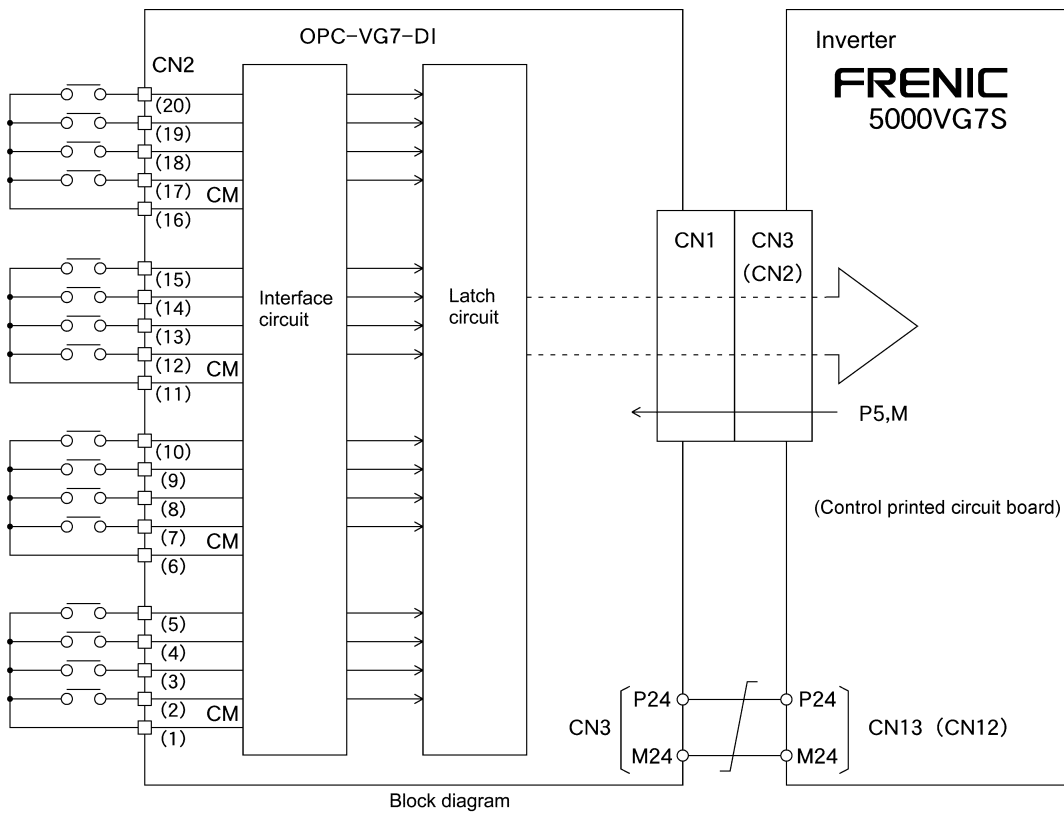 OPC-VG7-DI
Inverter
FRENIC
5000VG7S
CN2
(20)
(19)
(18)
(17) CM
(16)
(15)
(14)
(13)
(12) CM
(11)
(10)
(9)
(8)
(7) CM
(6)
(5)
(4)
(3)
(2) CM
(1)
Interface
circuit
Latch
circuit
CN1
CN3
(CN2)
P5,M
(Control printed circuit board)
CN3
P24
M24
P24
M24
CN13 (CN12)
Block diagram